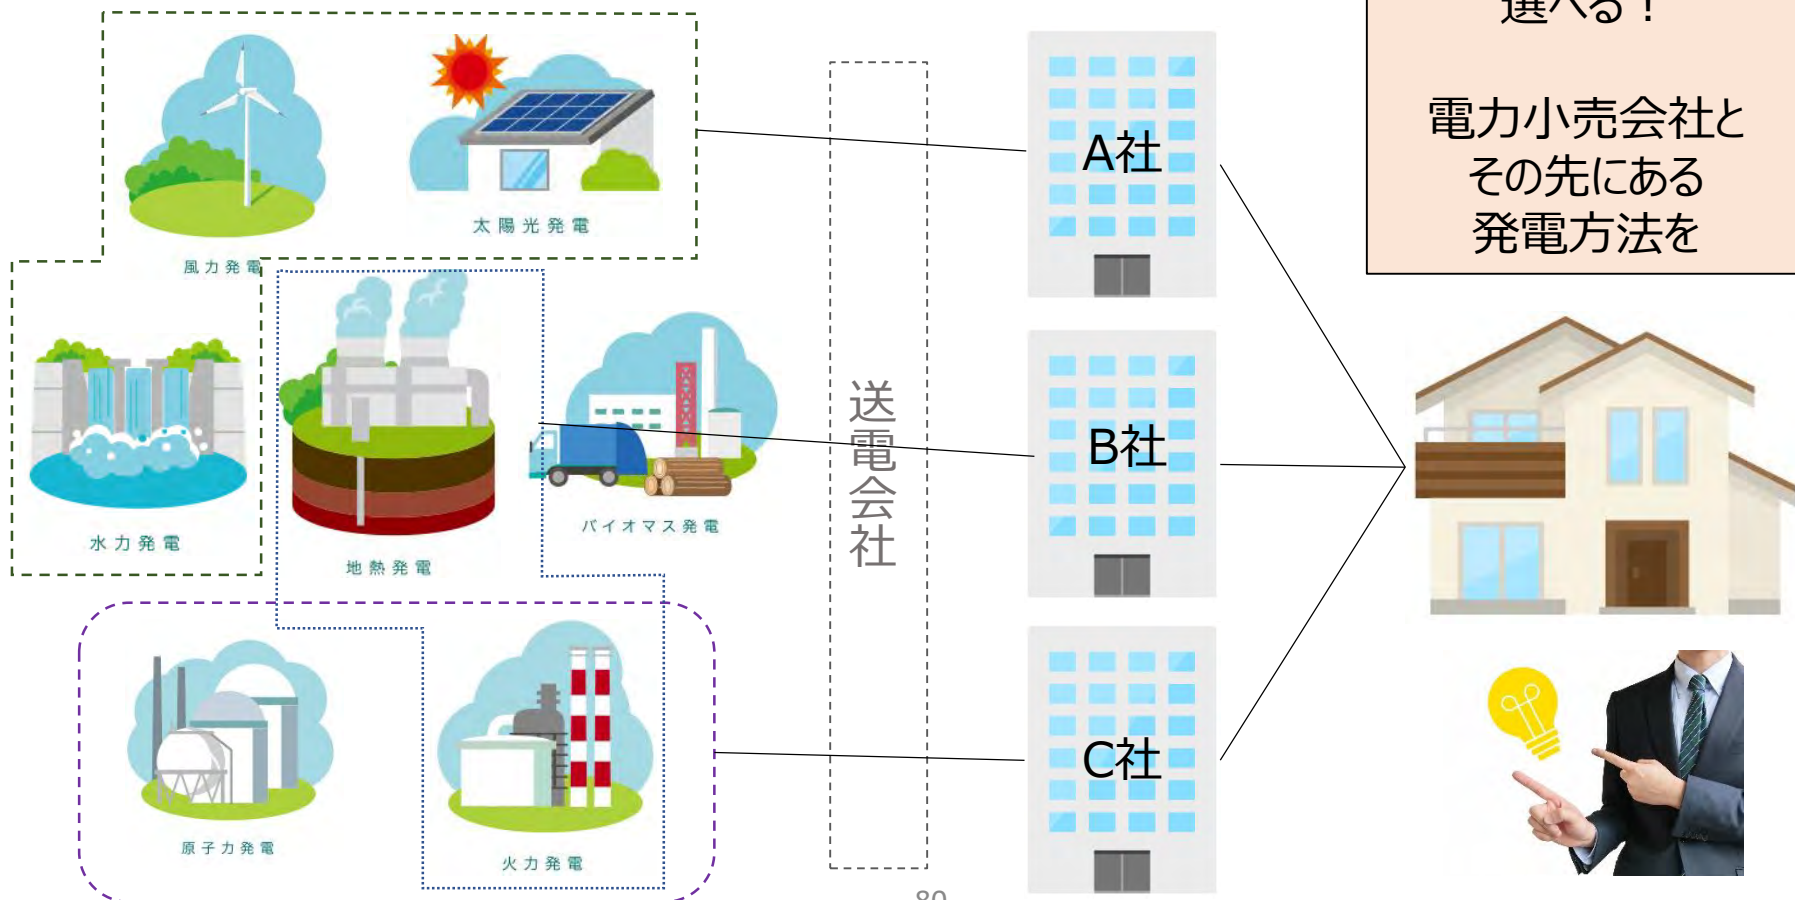 選べる！
電力小売会社と
その先にある
発電方法を
風力発電
太陽光発電
水力発電
地熱発電
バイオマス発電
原子力発電
火力発電
送電会社
A社
B社
C社
80